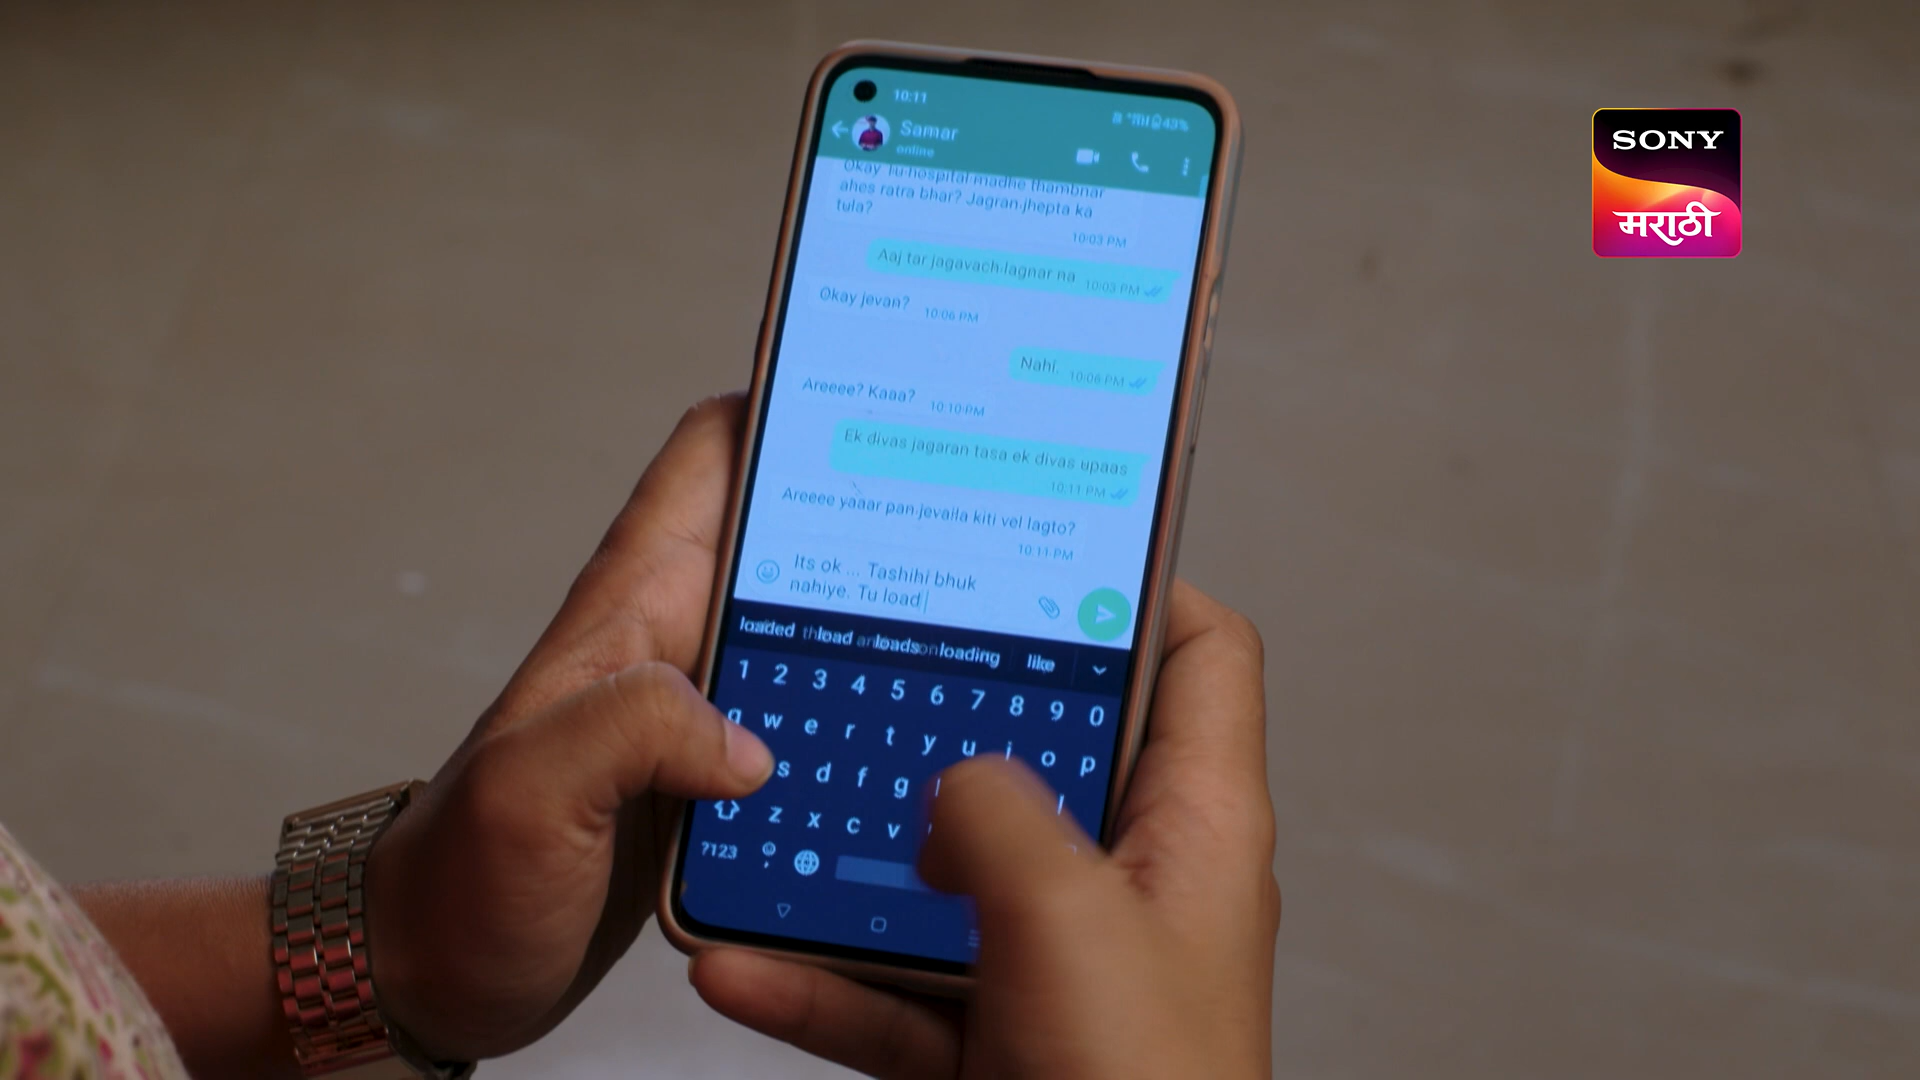 10:11
43%
Samar
online
Okay Tu hospital madhe thambnar
ahes ratra bhar? Jagran jhepta ka
tula?
10:03 PM
Aaj tar jagavach lagnar na
10:03 PM
Okay jevan?
10:06 PM
Nahi.
10:06 PM
Areeee? Kaaa?
10:10 PM
Ek divas jagaran tasa ek divas upaas
10:11 PM
Areeee yaaar pan jevaila kiti vel lagto?
10:11 PM
Its ok ... Tashihi bhuk
nahiye. Tu load
loaded load loads loading like
1 2 3 4 5 6 7 8 9 0
q w e r t y u i o p
s d f g
z x c v
?123
SONY
मराठी